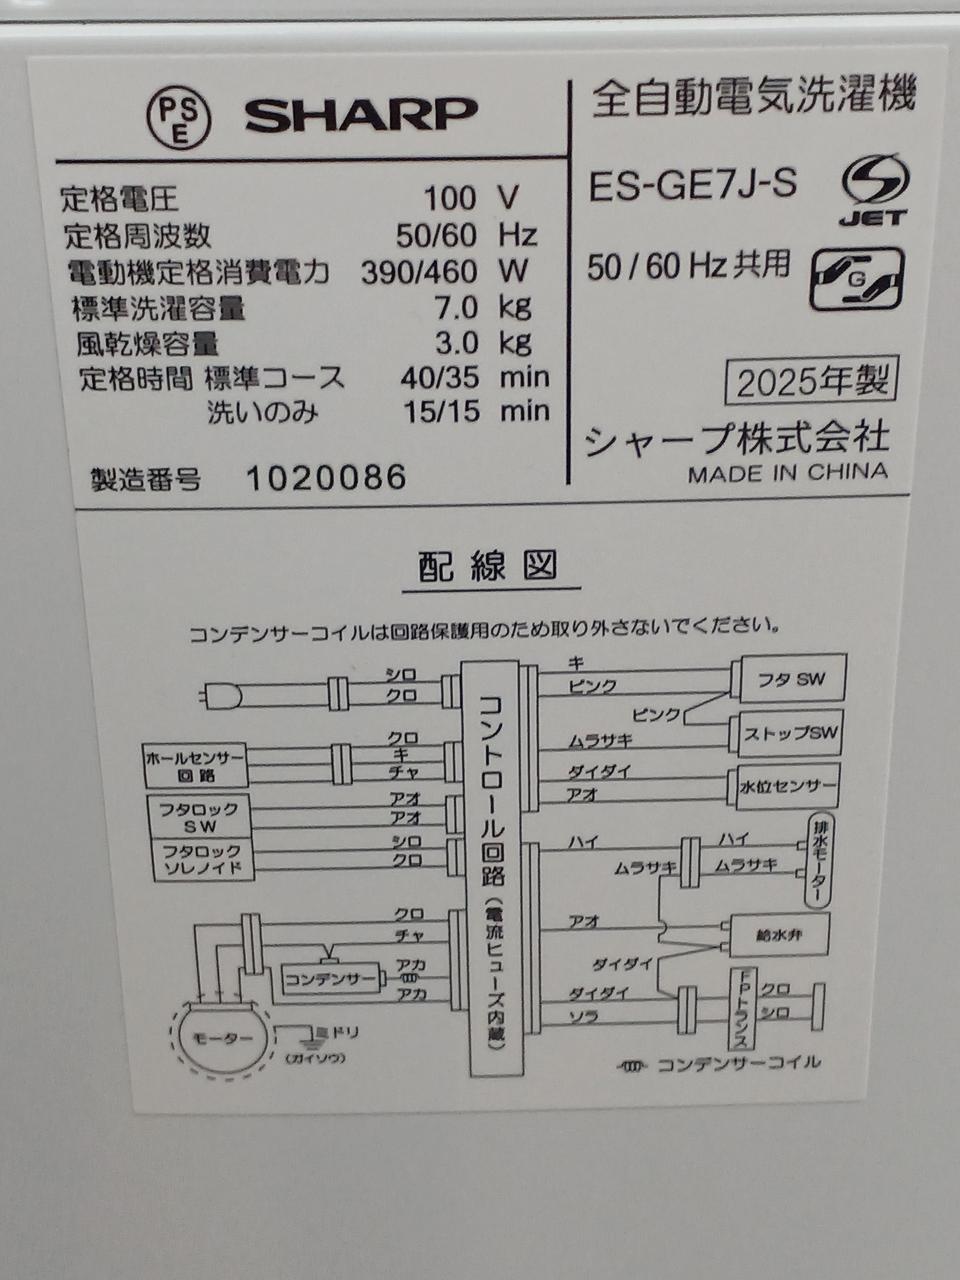 PSE SHARP
定格電圧 100 V
定格周波数 50/60 Hz
電動機定格消費電力 390/460 W
標準洗濯容量 7.0 kg
風乾燥容量 3.0 kg
定格時間 標準コース 40/35 min
洗いのみ 15/15 min
製造番号 1020086
全自動電気洗濯機
ES-GE7J-S
JET
50/60Hz共用
G
2025年製
シャープ株式会社
MADE IN CHINA
配線図
コンデンサーコイルは回路保護用のため取り外さないでください。
シロ
クロ
ホールセンサー
回路
クロ
キ
チャ
フタロック
SW
アオ
アオ
フタロック
ソレノイド
シロ
クロ
クロ
チャ
コンデンサー
アカ
アカ
モーター
ミドリ
(ガイソウ)
コントロール回路(電流ヒューズ内蔵)
キ
ピンク
フタSW
ピンク
ムラサキ
ストップSW
ダイダイ
アオ
水位センサー
ハイ
ムラサキ
ハイ
ムラサキ
排水モーター
アオ
給水弁
ダイダイ
ダイダイ
ソラ
FPトランス
クロ
シロ
コンデンサーコイル